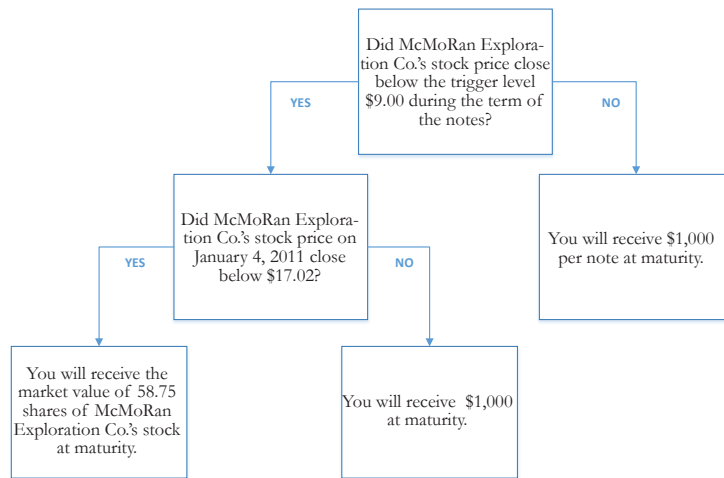 Did McMoRan Explora-
tion Co.'s stock price close
below the trigger level
$9.00 during the term of
the notes?
YES
NO
Did McMoRan Explora-
tion Co.'s stock price on
January 4, 2011 close
below $17.02?
You will receive $1,000
per note at maturity.
YES
NO
You will receive the
market value of 58.75
shares of McMoRan
Exploration Co.'s stock
at maturity.
You will receive $1,000
at maturity.